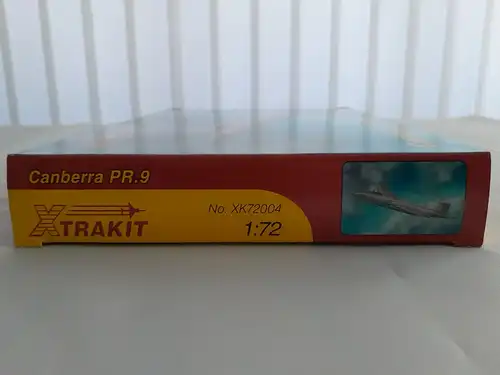 Canberra PR.9
XTRAKIT
No. XK72004
1:72